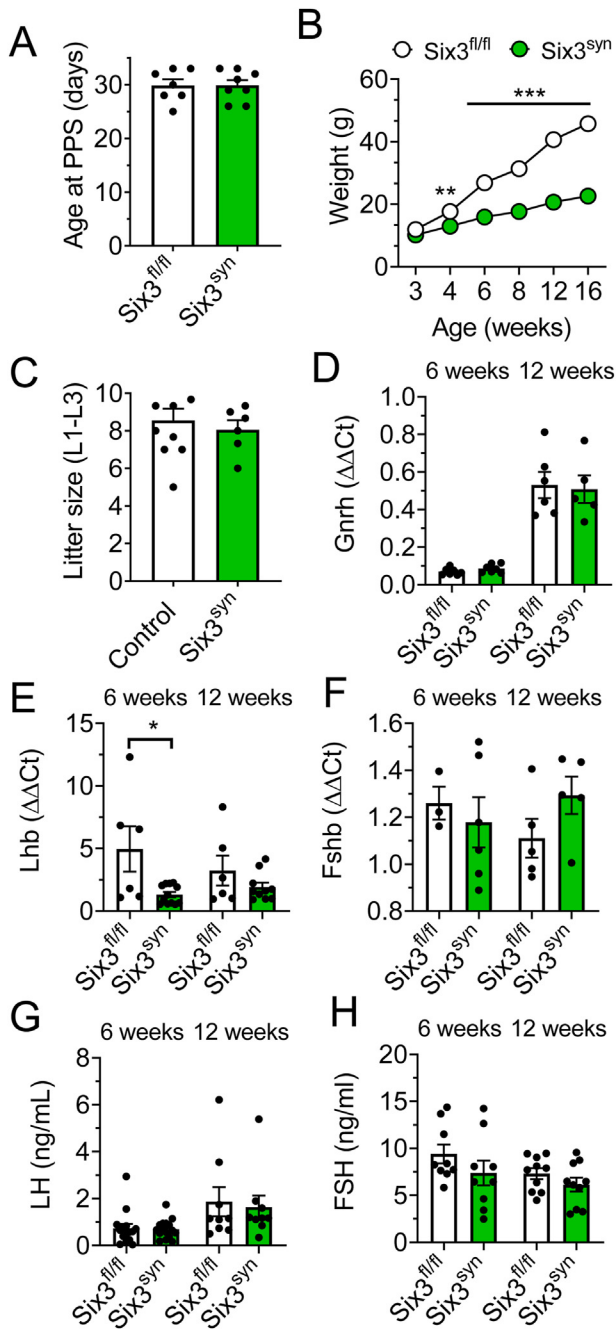 A
Age at PPS (days)
30
20
10
0
Six3fl/fl
Six3syn
B
Six3fl/fl
Six3syn
Weight (g)
60
40
20
0
**
***
3 4 6 8 12 16
Age (weeks)
C
Litter size (L1-L3)
10
8
6
4
2
0
Control
Six3syn
D
6 weeks 12 weeks
Gnrh (ΔΔCt)
1.0
0.8
0.6
0.4
0.2
0.0
Six3fl/fl
Six3syn
Six3fl/fl
Six3syn
E
6 weeks 12 weeks
Lhb (ΔΔCt)
15
10
5
0
*
Six3fl/fl
Six3syn
Six3fl/fl
Six3syn
F
6 weeks 12 weeks
Fshb (ΔΔCt)
1.6
1.4
1.2
1.0
0.8
Six3fl/fl
Six3syn
Six3fl/fl
Six3syn
G
6 weeks 12 weeks
LH (ng/mL)
8
6
4
2
0
Six3fl/fl
Six3syn
Six3fl/fl
Six3syn
H
6 weeks 12 weeks
FSH (ng/ml)
20
15
10
5
0
Six3fl/fl
Six3syn
Six3fl/fl
Six3syn